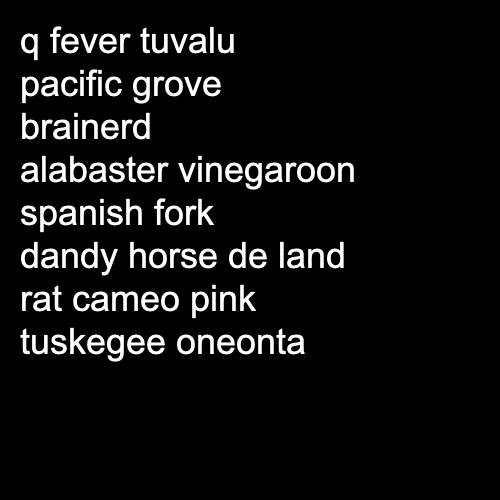 q fever tuvalu
pacific grove
brainerd
alabaster vinegaroon
spanish fork
dandy horse de land
rat cameo pink
tuskegee oneonta